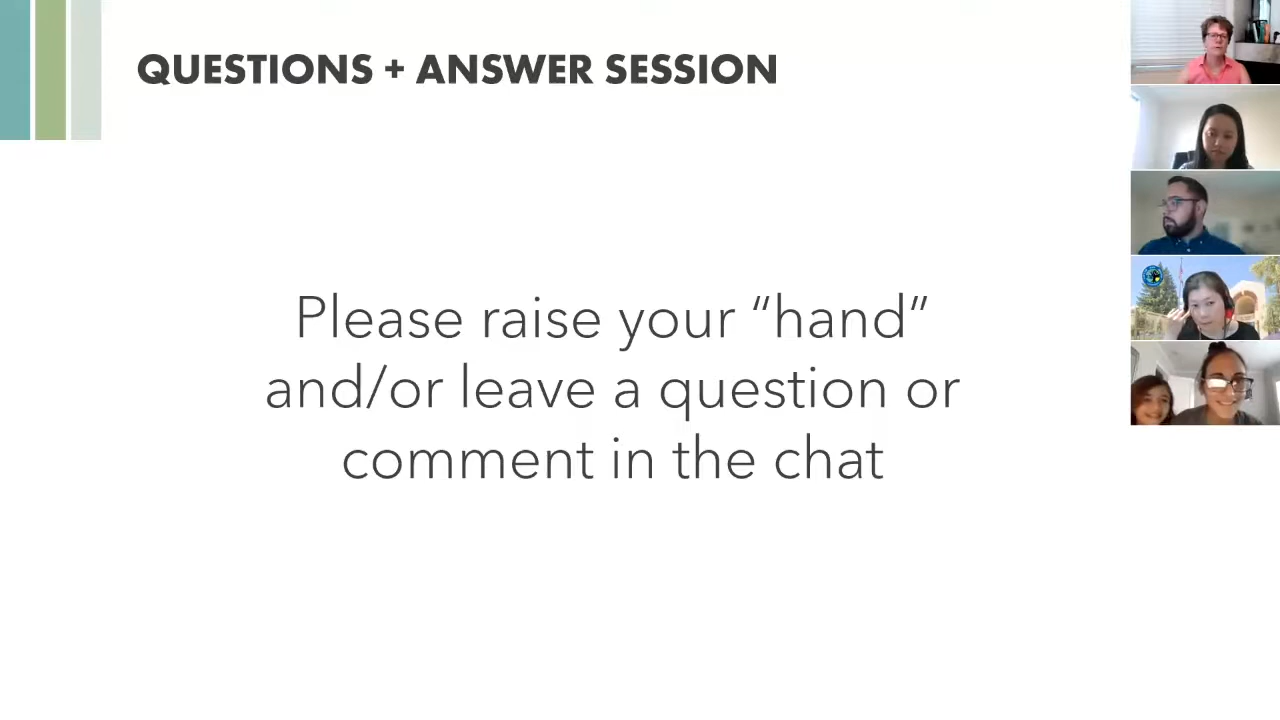 QUESTIONS + ANSWER SESSION
Please raise your “hand”
and/or leave a question or
comment in the chat